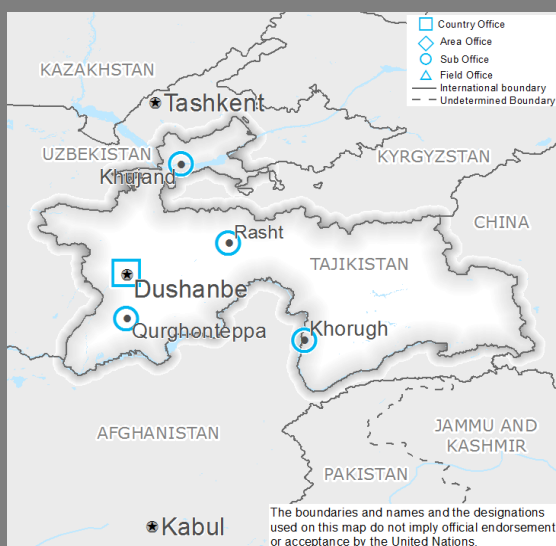 Country Office
Area Office
Sub Office
Field Office
International boundary
Undetermined Boundary
KAZAKHSTAN
Tashkent
UZBEKISTAN
KYRGYZSTAN
Khujand
CHINA
Rasht
TAJIKISTAN
Dushanbe
Qurghonteppa
Khorugh
AFGHANISTAN
JAMMU AND
KASHMIR
PAKISTAN
Kabul
The boundaries and names and the designations
used on this map do not imply official endorsement
or acceptance by the United Nations.